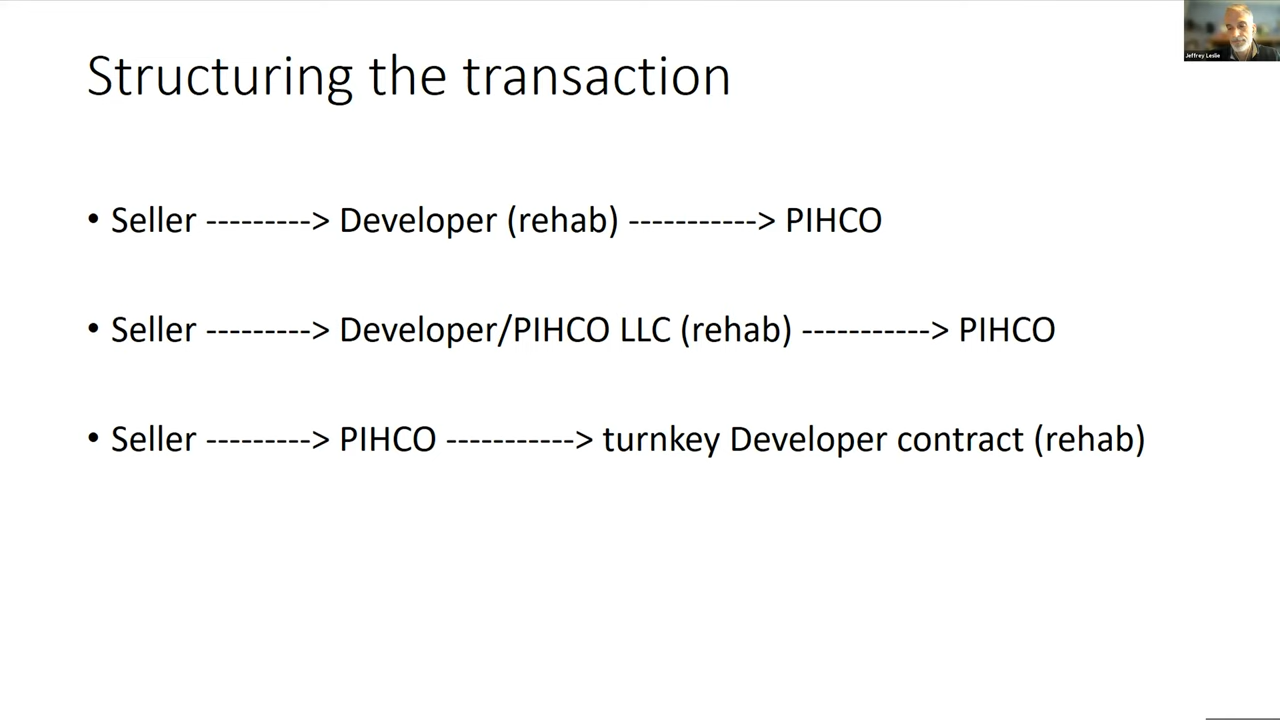 Structuring the transaction
Jeffrey Leslie
• Seller ---------> Developer (rehab) -----------> PIHCO
• Seller ---------> Developer/PIHCO LLC (rehab) -----------> PIHCO
• Seller ---------> PIHCO -----------> turnkey Developer contract (rehab)